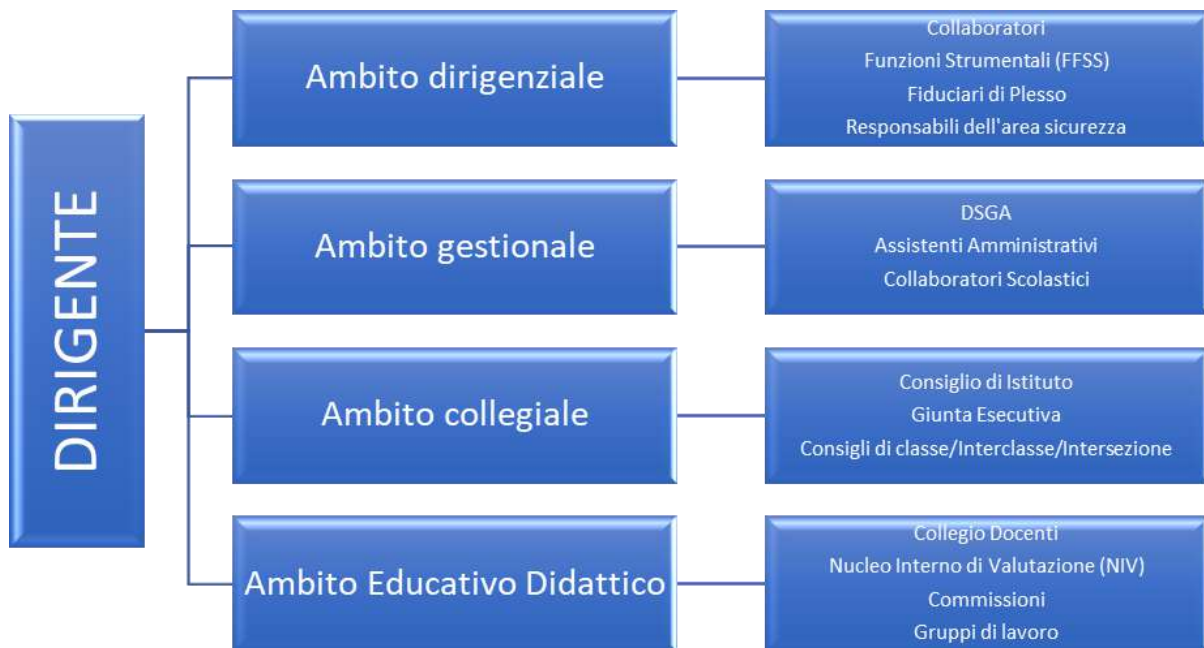 DIRIGENTE
Ambito dirigenziale
Collaboratori
Funzioni Strumentali (FFSS)
Fiduciari di Plesso
Responsabili dell'area sicurezza
Ambito gestionale
DSGA
Assistenti Amministrativi
Collaboratori Scolastici
Ambito collegiale
Consiglio di Istituto
Giunta Esecutiva
Consigli di classe/Interclasse/Intersezione
Ambito Educativo Didattico
Collegio Docenti
Nucleo Interno di Valutazione (NIV)
Commissioni
Gruppi di lavoro